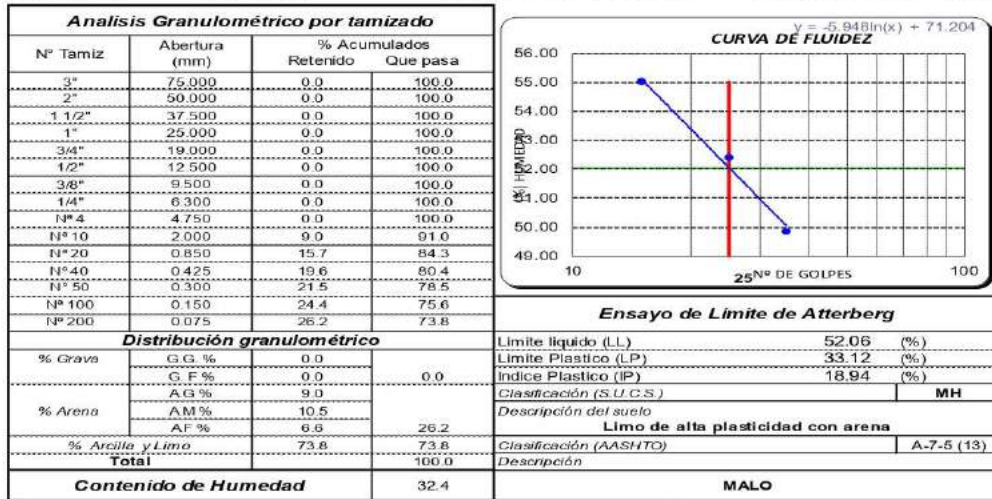 Analisis Granulométrico por tamizado
Nº Tamiz Abertura (mm) % Acumulados
Retenido Que pasa
3" 75.000 0.0 100.0
2" 50.000 0.0 100.0
1 1/2" 37.500 0.0 100.0
1" 25.000 0.0 100.0
3/4" 19.000 0.0 100.0
1/2" 12.500 0.0 100.0
3/8" 9.500 0.0 100.0
1/4" 6.300 0.0 100.0
Nº 4 4.750 0.0 100.0
Nº 10 2.000 9.0 91.0
Nº 20 0.850 15.7 84.3
Nº 40 0.425 19.6 80.4
Nº 50 0.300 21.5 78.5
Nº 100 0.150 24.4 75.6
Nº 200 0.075 26.2 73.8
Distribución granulométrico
% Grava G.G. % 0.0
G.F % 0.0 0.0
A G % 9.0
% Arena A M % 10.5
AF % 6.6 26.2
% Arcilla y Limo 73.8 73.8
Total 100.0
Contenido de Humedad 32.4
y = -5.948ln(x) + 71.204
CURVA DE FLUIDEZ
56.00
55.00
54.00
53.00
52.00
51.00
50.00
49.00
(%) HUMEDAD
10 25 Nº DE GOLPES 100
Ensayo de Límite de Atterberg
Limite liquido (LL) 52.06 (%)
Limite Plastico (LP) 33.12 (%)
Indice Plastico (IP) 18.94 (%)
Clasificación (S.U.C.S.) MH
Descripción del suelo
Limo de alta plasticidad con arena
Clasificación (AASHTO) A-7-5 (13)
Descripción
MALO